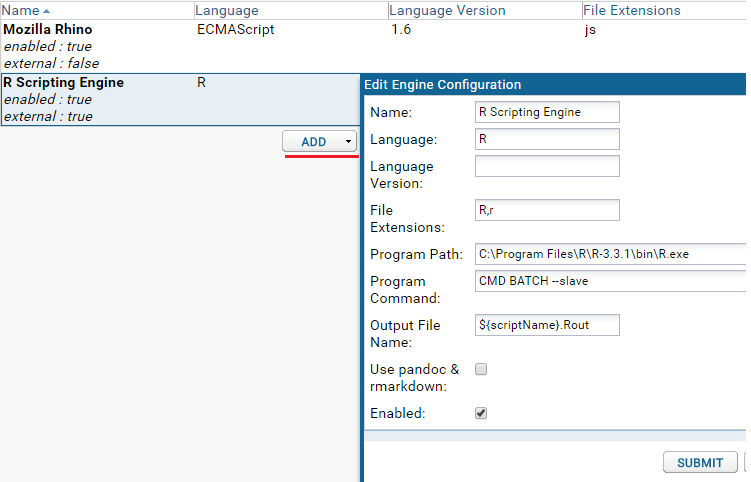 Name Language Language Version File Extensions
Mozilla Rhino ECMAScript 1.6 js
enabled : true
external : false
R Scripting Engine R
enabled : true
external : true
ADD
Edit Engine Configuration
Name: R Scripting Engine
Language: R
Language
Version:
File
Extensions: R,r
Program Path: C:\Program Files\R\R-3.3.1\bin\R.exe
Program
Command: CMD BATCH --slave
Output File
Name: ${scriptName}.Rout
Use pandoc &
rmarkdown:
Enabled:
SUBMIT